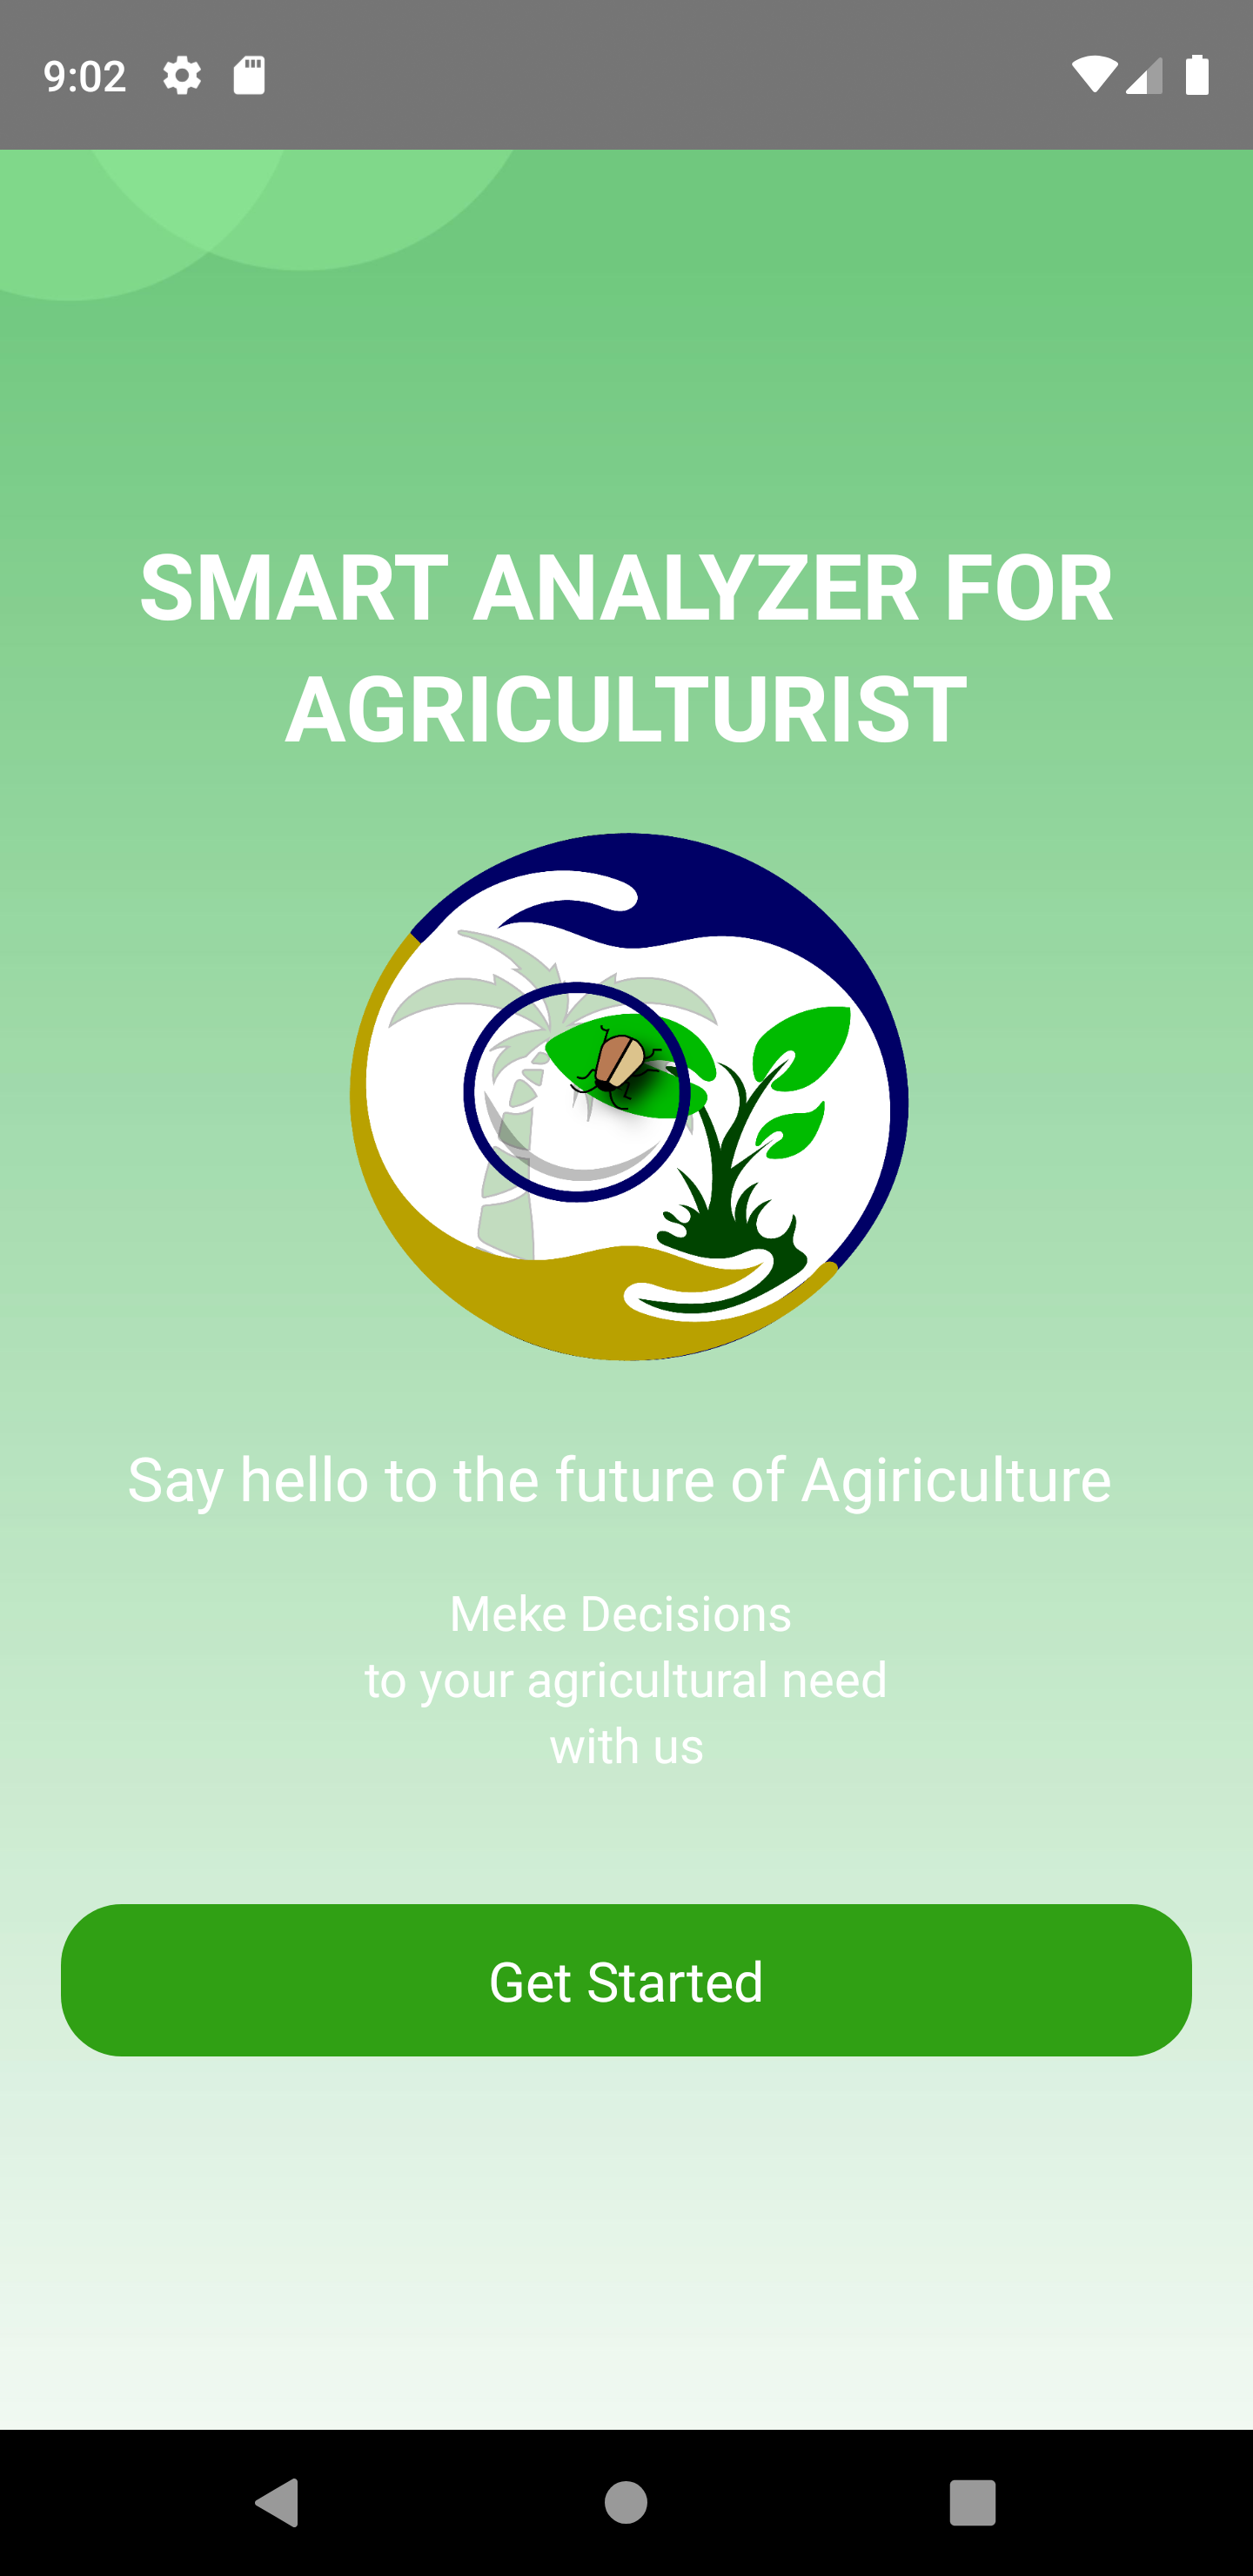 9:02
SMART ANALYZER FOR
AGRICULTURIST
Say hello to the future of Agiriculture
Meke Decisions
to your agricultural need
with us
Get Started